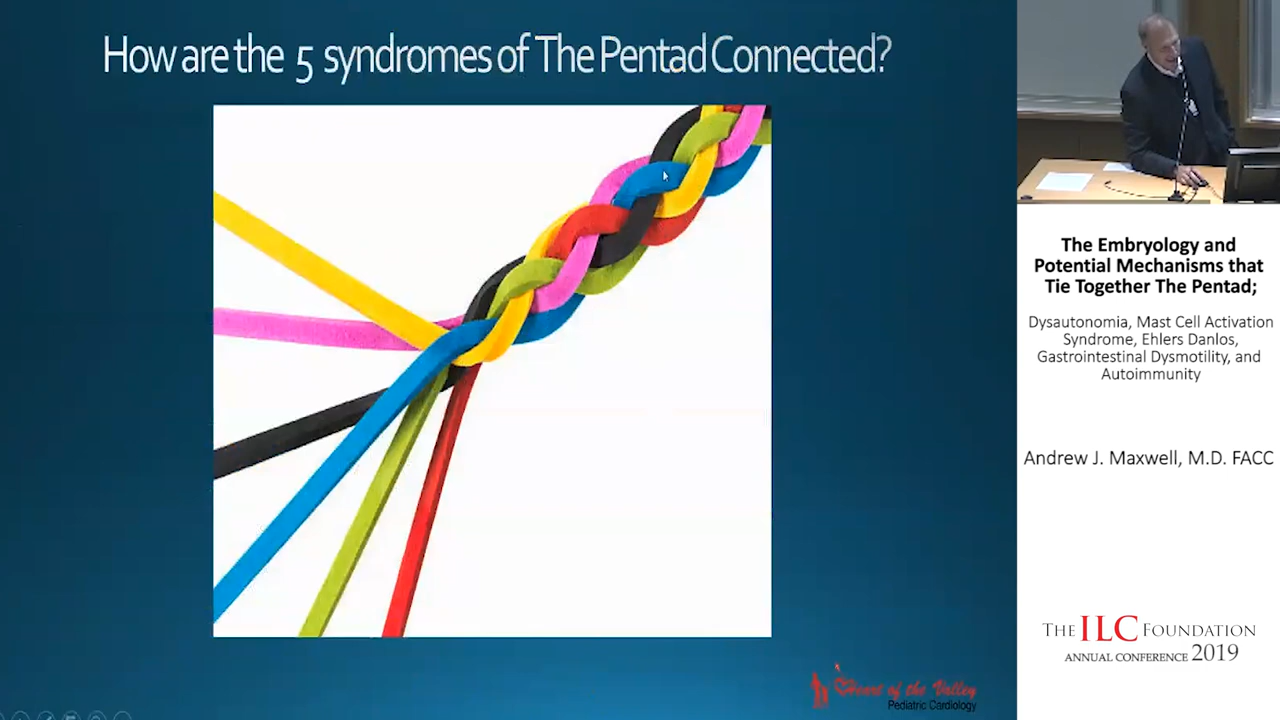 How are the 5 syndromes of The Pentad Connected?
The Embryology and
Potential Mechanisms that
Tie Together The Pentad;
Dysautonomia, Mast Cell Activation
Syndrome, Ehlers Danlos,
Gastrointestinal Dysmotility, and
Autoimmunity
Andrew J. Maxwell, M.D. FACC
THE ILC FOUNDATION
ANNUAL CONFERENCE 2019
Heart of the Valley
Pediatric Cardiology